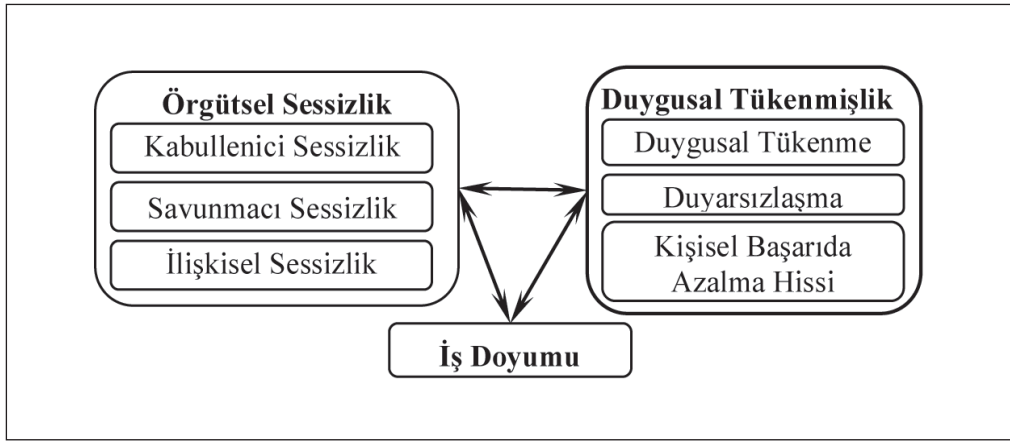 Örgütsel Sessizlik
Kabullenici Sessizlik
Savunmacı Sessizlik
İlişkisel Sessizlik
Duygusal Tükenmişlik
Duygusal Tükenme
Duyarsızlaşma
Kişisel Başarıda
Azalma Hissi
İş Doyumu